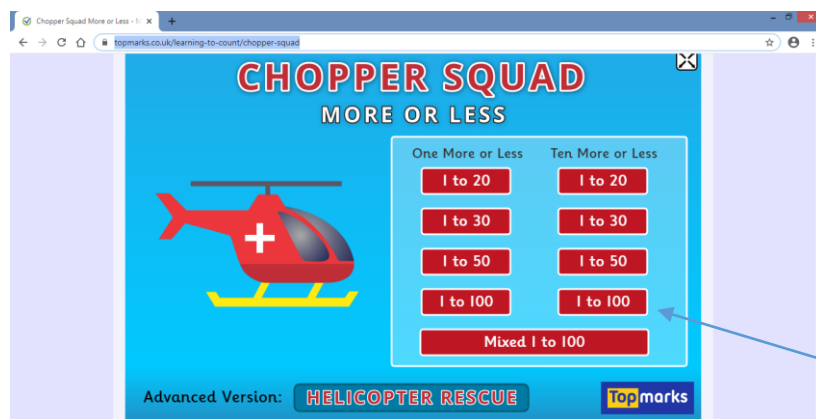 Chopper Squad More or Less - M
topmarks.co.uk/learning-to-count/chopper-squad
CHOPPER SQUAD
MORE OR LESS
One More or Less Ten More or Less
1 to 20 1 to 20
1 to 30 1 to 30
1 to 50 1 to 50
1 to 100 1 to 100
Mixed 1 to 100
Advanced Version: HELICOPTER RESCUE Topmarks